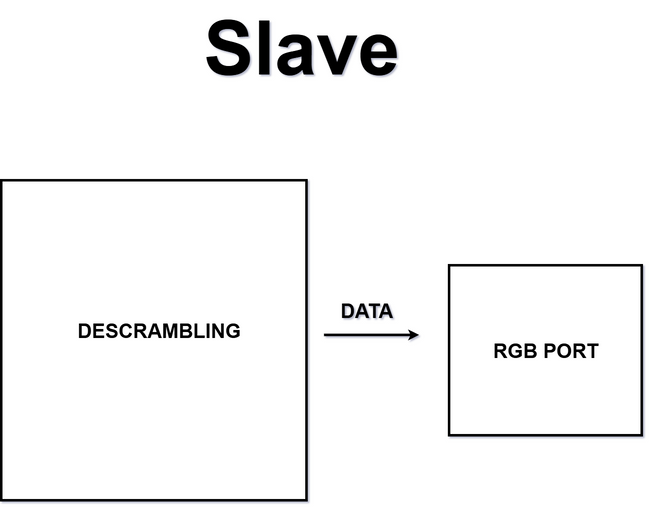 Slave
DATA
DESCRAMBLING
RGB PORT